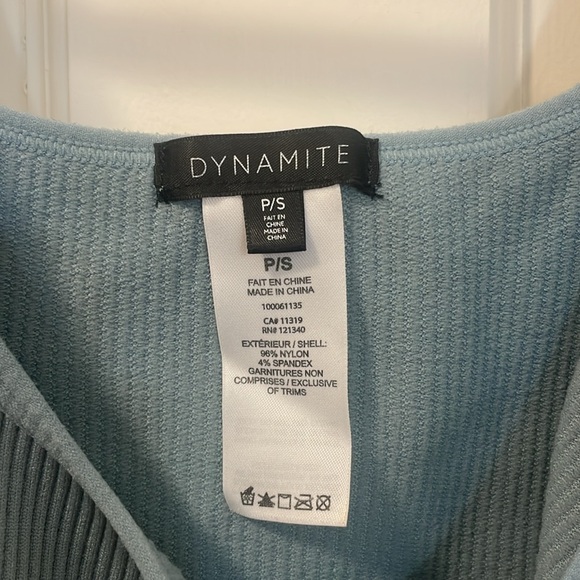 DYNAMITE
P/S
FAIT EN
CHINE
MADE IN
CHINA
P/S
FAIT EN CHINE
MADE IN CHINA
100061135
CA# 11319
RN# 121340
EXTÉRIEUR / SHELL:
96% NYLON
4% SPANDEX
GARNITURES NON
COMPRISES / EXCLUSIVE
OF TRIMS